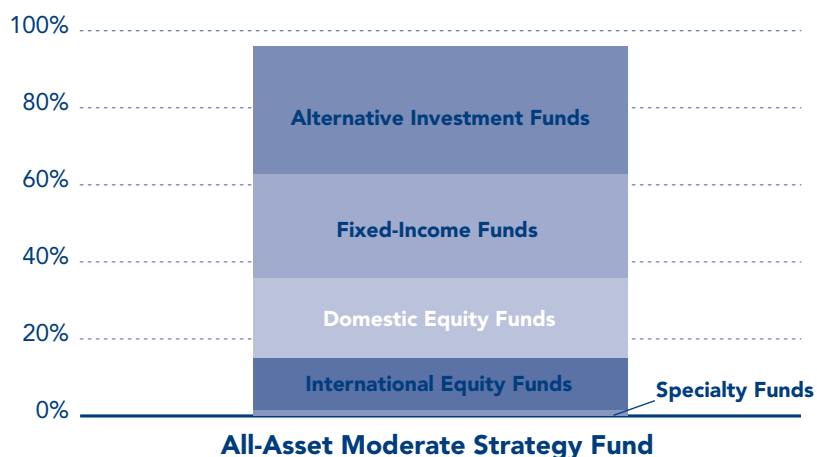 100%
80%
60%
40%
20%
0%
Alternative Investment Funds
Fixed-Income Funds
Domestic Equity Funds
International Equity Funds
Specialty Funds
All-Asset Moderate Strategy Fund